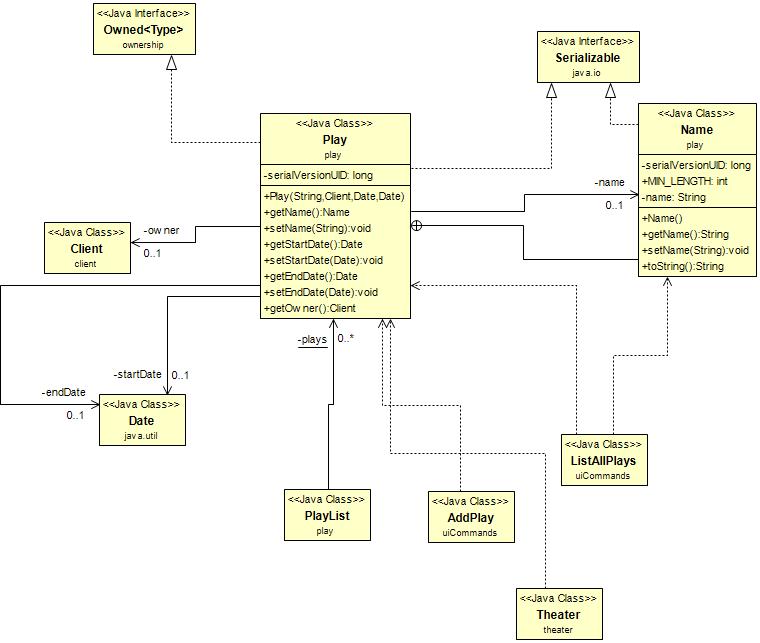 <<Java Interface>>
Owned<Type>
ownership
<<Java Interface>>
Serializable
java.io
<<Java Class>>
Play
play
-serialVersionUID: long
+Play(String,Client,Date,Date)
+getName():Name
+setName(String):void
+getStartDate():Date
+setStartDate(Date):void
+getEndDate():Date
+setEndDate(Date):void
+getOwner():Client
<<Java Class>>
Name
play
-serialVersionUID: long
+MIN_LENGTH: int
-name: String
+Name()
+getName():String
+setName(String):void
+toString():String
-name
0..1
<<Java Class>>
Client
client
-owner
0..1
-plays
0..*
-startDate
0..1
-endDate
0..1
<<Java Class>>
Date
java.util
<<Java Class>>
ListAllPlays
uiCommands
<<Java Class>>
PlayList
play
<<Java Class>>
AddPlay
uiCommands
<<Java Class>>
Theater
theater